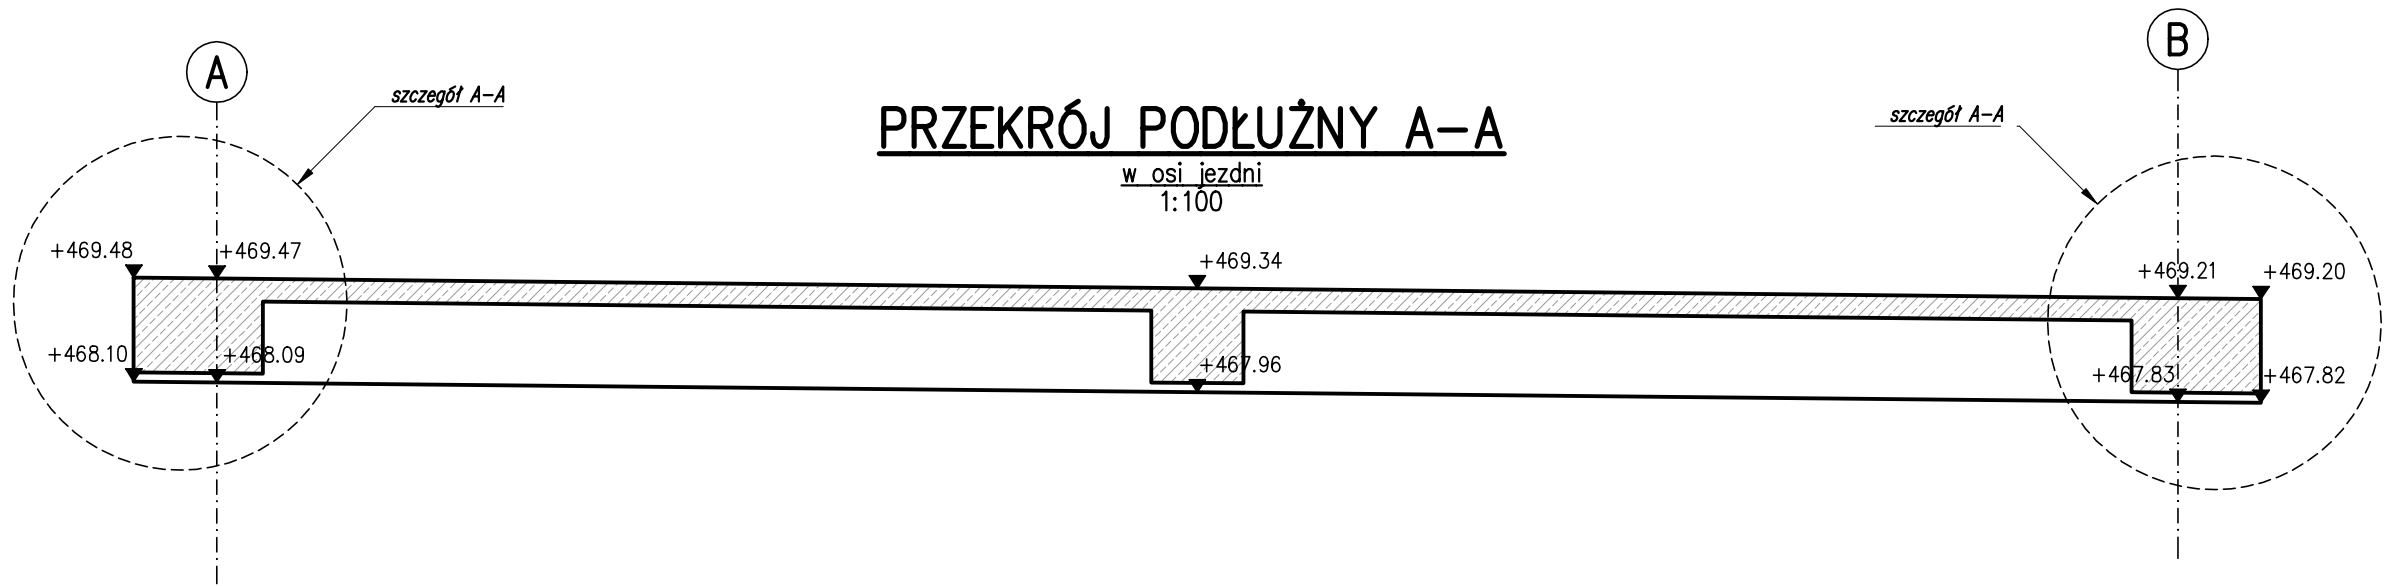 A
B
szczegół A-A
PRZEKRÓJ PODŁUŻNY A-A
szczegół A-A
w osi jezdni
1:100
+469.48
+469.47
+469.34
+469.21
+469.20
+468.10
+468.09
+467.96
+467.83
+467.82